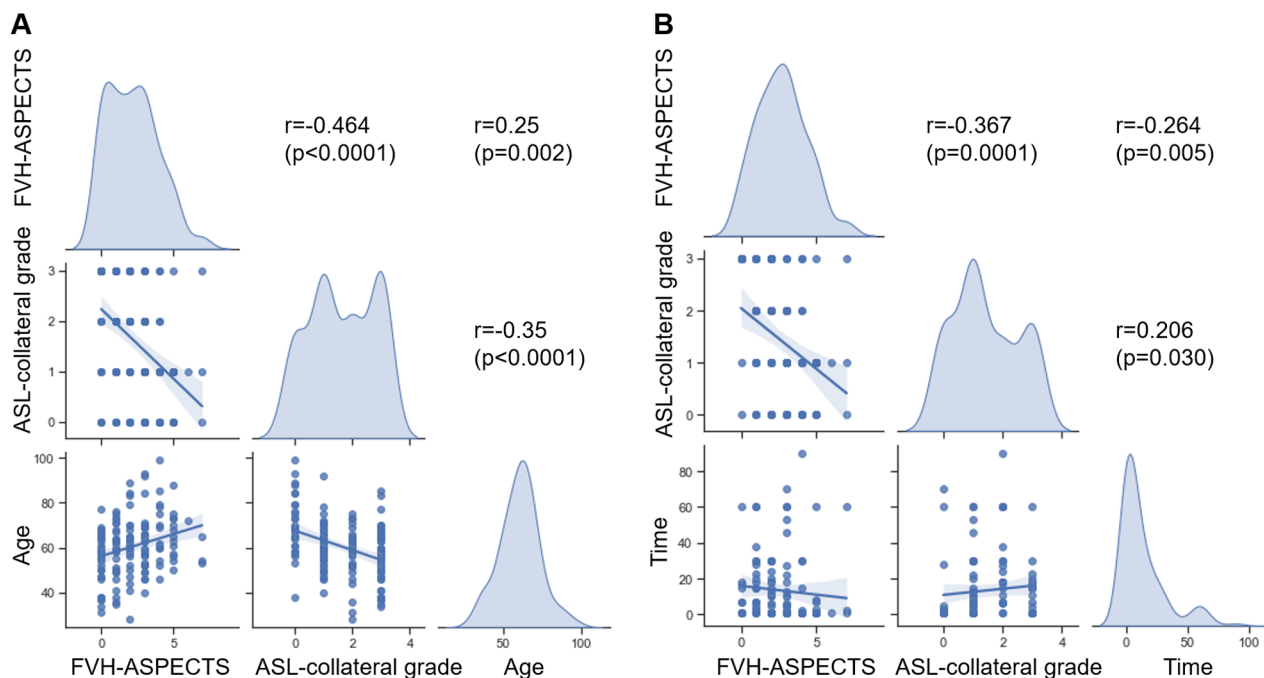 A
FVH-ASPECTS
r=-0.464
(p<0.0001)
r=0.25
(p=0.002)
ASL-collateral grade
3
2
1
0
r=-0.35
(p<0.0001)
Age
100
80
60
40
0
5
0
2
4
50
100
FVH-ASPECTS
ASL-collateral grade
Age
B
FVH-ASPECTS
r=-0.367
(p=0.0001)
r=-0.264
(p=0.005)
ASL-collateral grade
3
2
1
0
r=0.206
(p=0.030)
Time
80
60
40
20
0
0
5
0
2
4
0
50
100
FVH-ASPECTS
ASL-collateral grade
Time